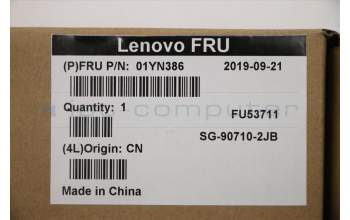 Lenovo FRU
(P)FRU P/N: 01YN386 2019-09-21
Quantity: 1
FU53711
SG-90710-2JB
(4L)Origin: CN
Made in China